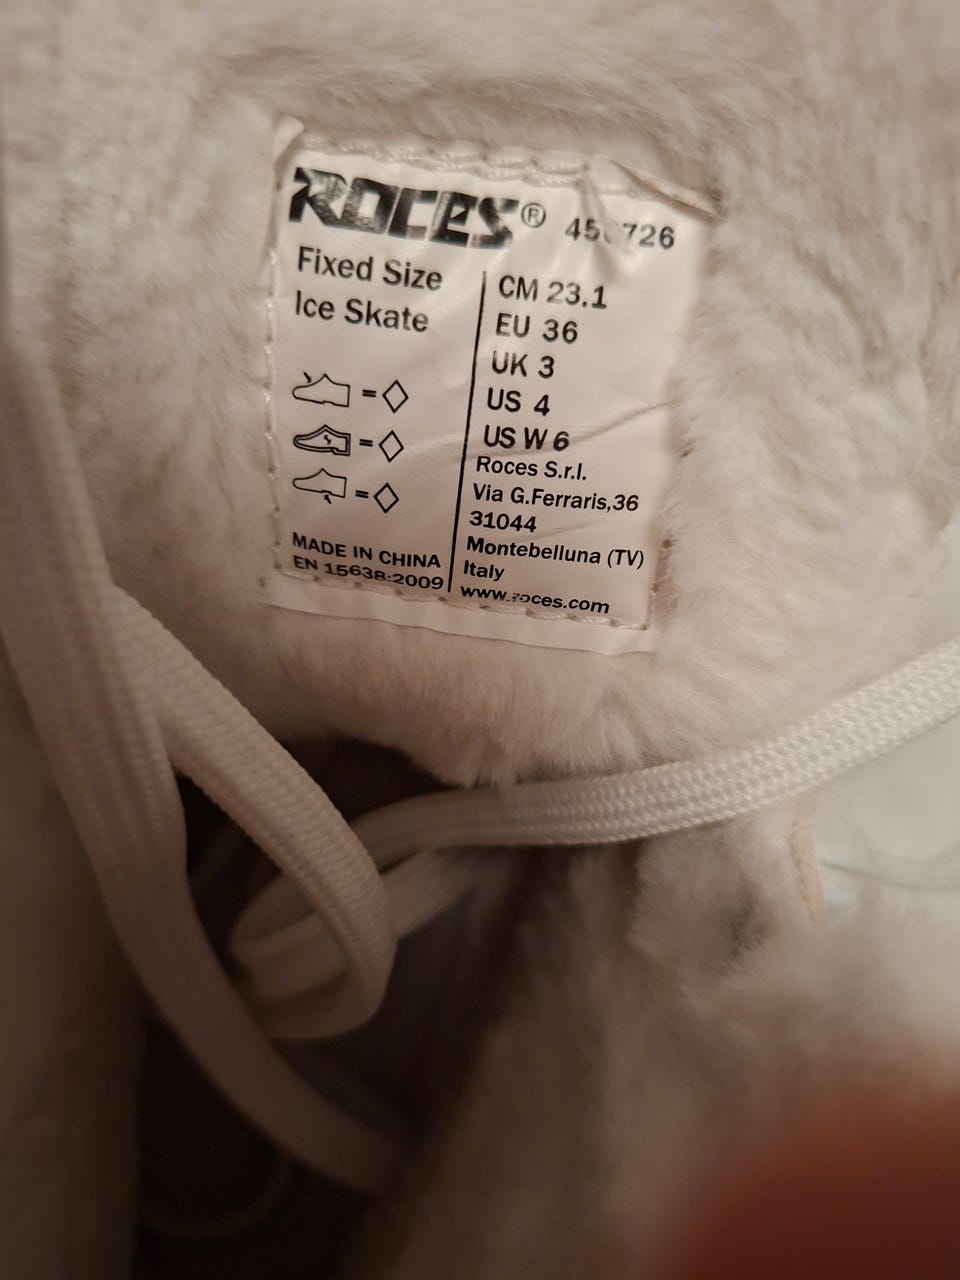 ROCES®
Fixed Size
Ice Skate
= ◇
= ◇
= ◇
MADE IN CHINA
EN 15638:2009
CM 23.1
EU 36
UK 3
US 4
US W 6
Roces S.r.l.
Via G.Ferraris,36
31044
Montebelluna (TV)
Italy
www.roces.com